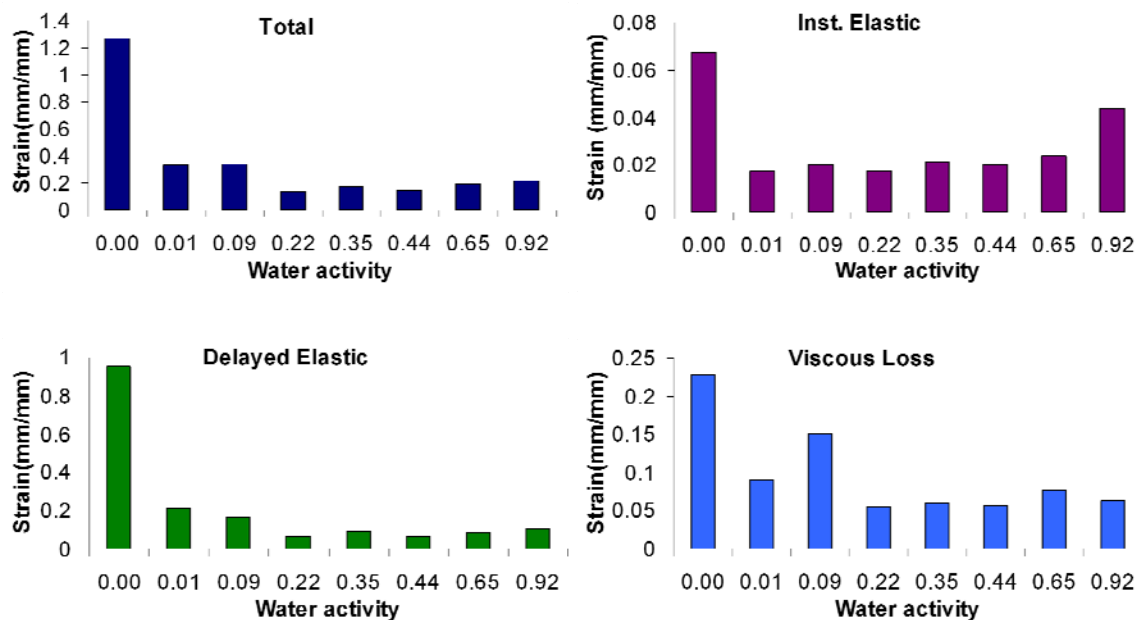 Total
Strain(mm/mm)
1.4
1.2
1
0.8
0.6
0.4
0.2
0
0.00 0.01 0.09 0.22 0.35 0.44 0.65 0.92
Water activity
Inst. Elastic
Strain (mm/mm)
0.08
0.06
0.04
0.02
0
0.00 0.01 0.09 0.22 0.35 0.44 0.65 0.92
Water activity
Delayed Elastic
Strain(mm/mm)
1
0.8
0.6
0.4
0.2
0
0.00 0.01 0.09 0.22 0.35 0.44 0.65 0.92
Water activity
Viscous Loss
Strain(mm/mm)
0.25
0.2
0.15
0.1
0.05
0
0.00 0.01 0.09 0.22 0.35 0.44 0.65 0.92
Water activity